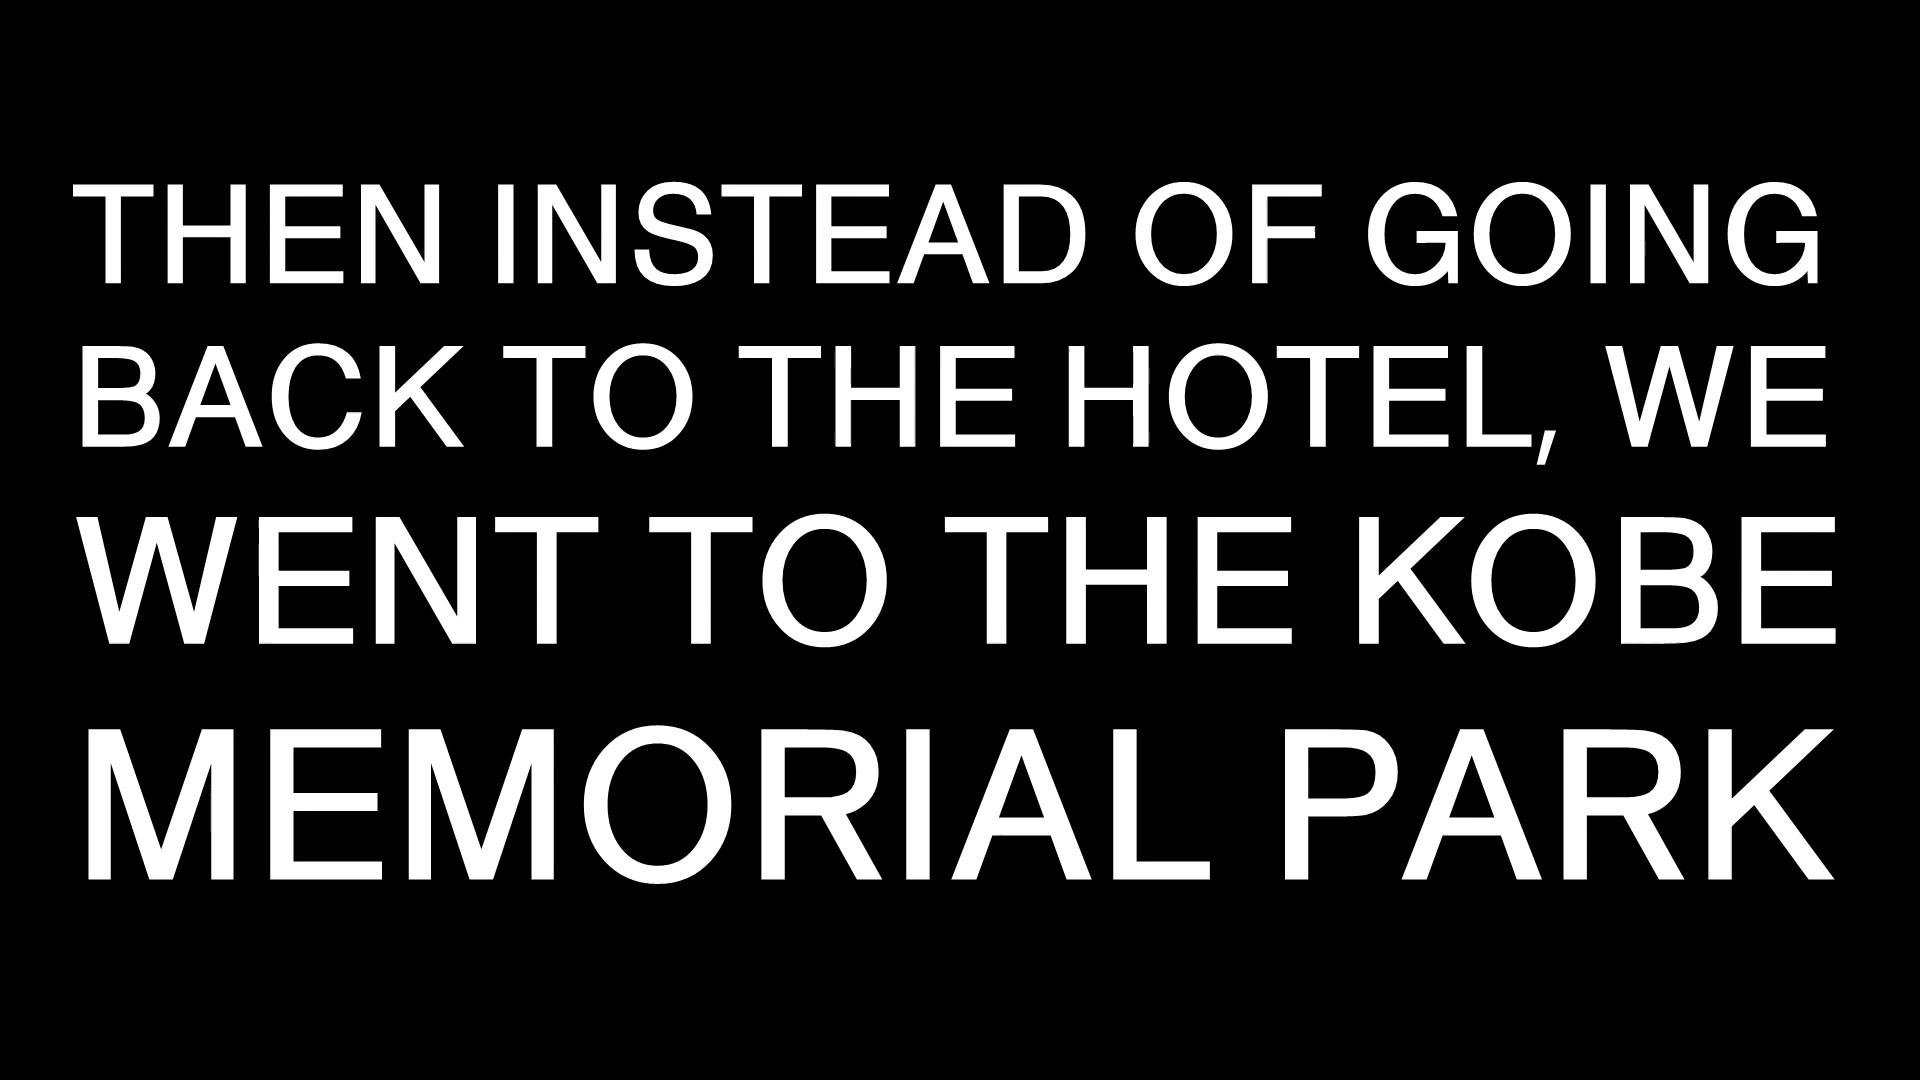 THEN INSTEAD OF GOING
BACK TO THE HOTEL, WE
WENT TO THE KOBE
MEMORIAL PARK